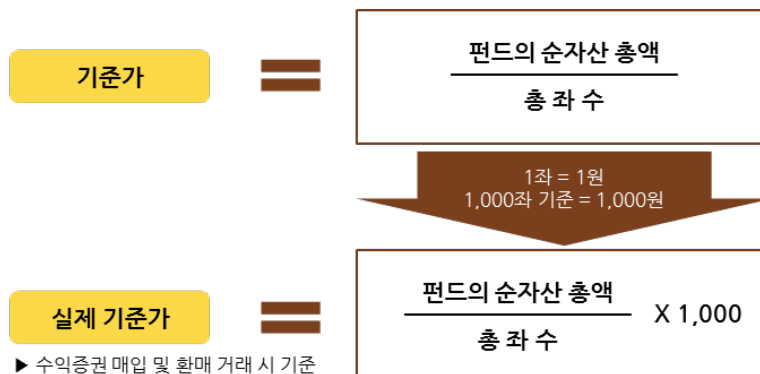 기준가
펀드의 순자산 총액
총 좌 수
1좌 = 1원
1,000좌 기준 = 1,000원
실제 기준가
펀드의 순자산 총액
총 좌 수
X 1,000
▶ 수익증권 매입 및 환매 거래 시 기준